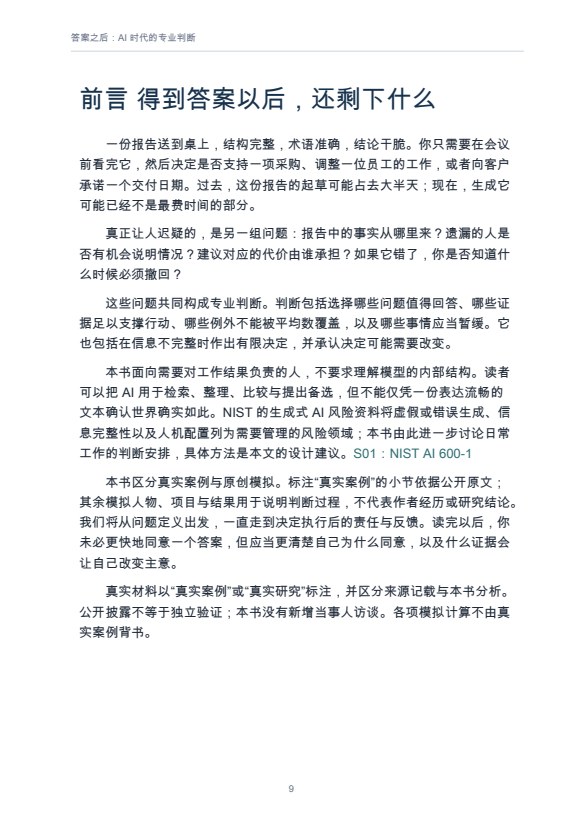 答案之后：AI 时代的专业判断
前言 得到答案以后，还剩下什么
一份报告送到桌上，结构完整，术语准确，结论干脆。你只需要在会议
前看完它，然后决定是否支持一项采购、调整一位员工的工作，或者向客户
承诺一个交付日期。过去，这份报告的起草可能占去大半天；现在，生成它
可能已经不是最费时间的部分。
真正让人迟疑的，是另一组问题：报告中的事实从哪里来？遗漏的人是
否有机会说明情况？建议对应的代价由谁承担？如果它错了，你是否知道什
么时候必须撤回？
这些问题共同构成专业判断。判断包括选择哪些问题值得回答、哪些证
据足以支撑行动、哪些例外不能被平均数覆盖，以及哪些事情应当暂缓。它
也包括在信息不完整时作出有限决定，并承认决定可能需要改变。
本书面向需要对工作结果负责的人，不要求理解模型的内部结构。读者
可以把 AI 用于检索、整理、比较与提出备选，但不能仅凭一份表达流畅的
文本确认世界确实如此。NIST 的生成式 AI 风险资料将虚假或错误生成、信
息完整性以及人机配置列为需要管理的风险领域；本书由此进一步讨论日常
工作的判断安排，具体方法是本文的设计建议。S01：NIST AI 600-1
本书区分真实案例与原创模拟。标注“真实案例”的小节依据公开原文；
其余模拟人物、项目与结果用于说明判断过程，不代表作者经历或研究结论。
我们将从问题定义出发，一直走到决定执行后的责任与反馈。读完以后，你
未必更快地同意一个答案，但应当更清楚自己为什么同意，以及什么证据会
让自己改变主意。
真实材料以“真实案例”或“真实研究”标注，并区分来源记载与本书分析。
公开披露不等于独立验证；本书没有新增当事人访谈。各项模拟计算不由真
实案例背书。
9